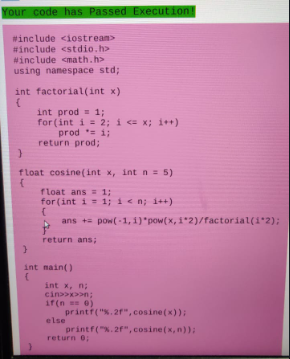 Your code has Passed Execution!
#include <iostream>
#include <stdio.h>
#include <math.h>
using namespace std;
int factorial(int x)
{
int prod = 1;
for(int i = 2; i <= x; i++)
prod *= i;
return prod;
}
float cosine(int x, int n = 5)
{
float ans = 1;
for(int i = 1; i < n; i++)
{
ans += pow(-1,i)*pow(x,i*2)/factorial(i*2);
}
return ans;
}
int main()
{
int x, n;
cin>>x>>n;
if(n == 0)
printf("%.2f",cosine(x));
else
printf("%.2f",cosine(x,n));
return 0;
}